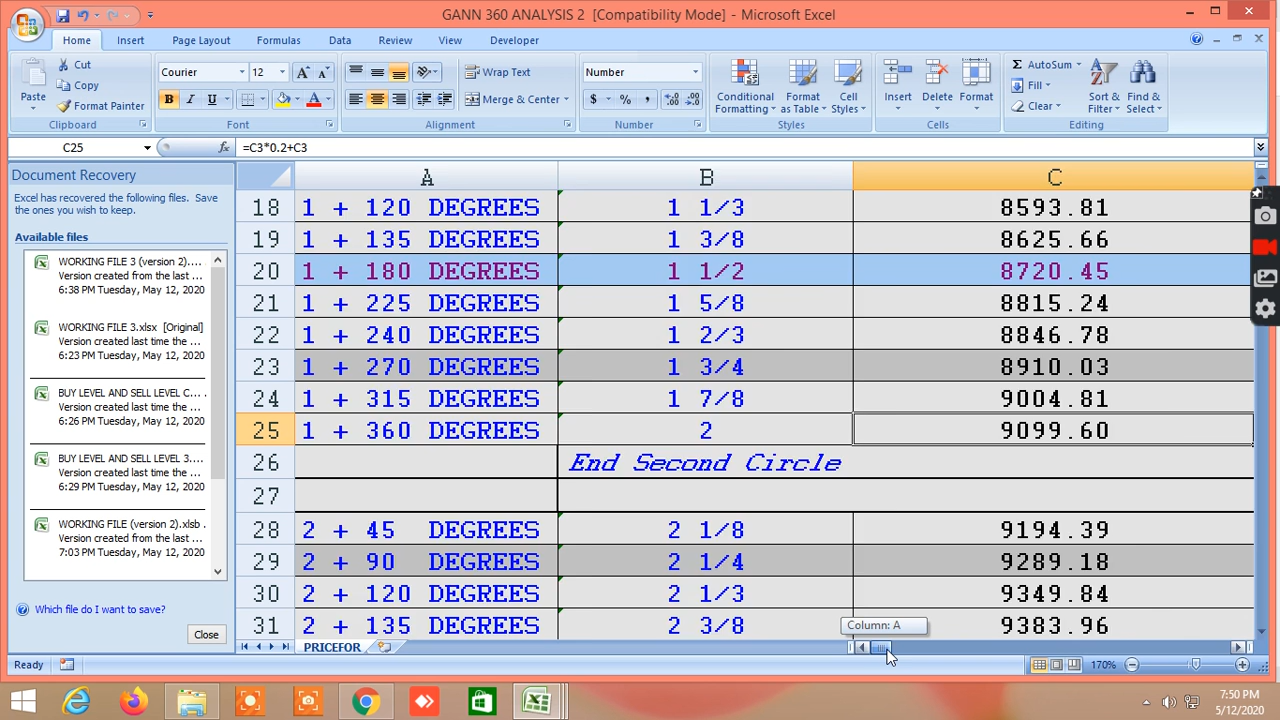 GANN 360 ANALYSIS 2 [Compatibility Mode] - Microsoft Excel
Home Insert Page Layout Formulas Data Review View Developer
Cut
Copy
Format Painter
Paste
Clipboard
Courier 12
B I U
Font
Wrap Text
Merge & Center
Alignment
Number
$ % ,
Number
Conditional Formatting
Format as Table
Cell Styles
Styles
Insert Delete Format
Cells
AutoSum
Fill
Clear
Sort & Filter
Find & Select
Editing
C25 fx =C3*0.2+C3
Document Recovery
Excel has recovered the following files. Save
the ones you wish to keep.
Available files
WORKING FILE 3 (version 2)....
Version created from the last ...
6:38 PM Tuesday, May 12, 2020
WORKING FILE 3.xlsx [Original]
Version created last time the ...
6:23 PM Tuesday, May 12, 2020
BUY LEVEL AND SELL LEVEL C...
Version created last time the ...
6:26 PM Tuesday, May 12, 2020
BUY LEVEL AND SELL LEVEL 3....
Version created last time the ...
6:29 PM Tuesday, May 12, 2020
WORKING FILE (version 2).xlsb ...
Version created from the last ...
7:03 PM Tuesday, May 12, 2020
Which file do I want to save?
Close
A B C
18 1 + 120 DEGREES 1 1/3 8593.81
19 1 + 135 DEGREES 1 3/8 8625.66
20 1 + 180 DEGREES 1 1/2 8720.45
21 1 + 225 DEGREES 1 5/8 8815.24
22 1 + 240 DEGREES 1 2/3 8846.78
23 1 + 270 DEGREES 1 3/4 8910.03
24 1 + 315 DEGREES 1 7/8 9004.81
25 1 + 360 DEGREES 2 9099.60
26 End Second Circle
27
28 2 + 45 DEGREES 2 1/8 9194.39
29 2 + 90 DEGREES 2 1/4 9289.18
30 2 + 120 DEGREES 2 1/3 9349.84
31 2 + 135 DEGREES 2 3/8 9383.96
Column: A
PRICEFOR
Ready
170%
7:50 PM
5/12/2020